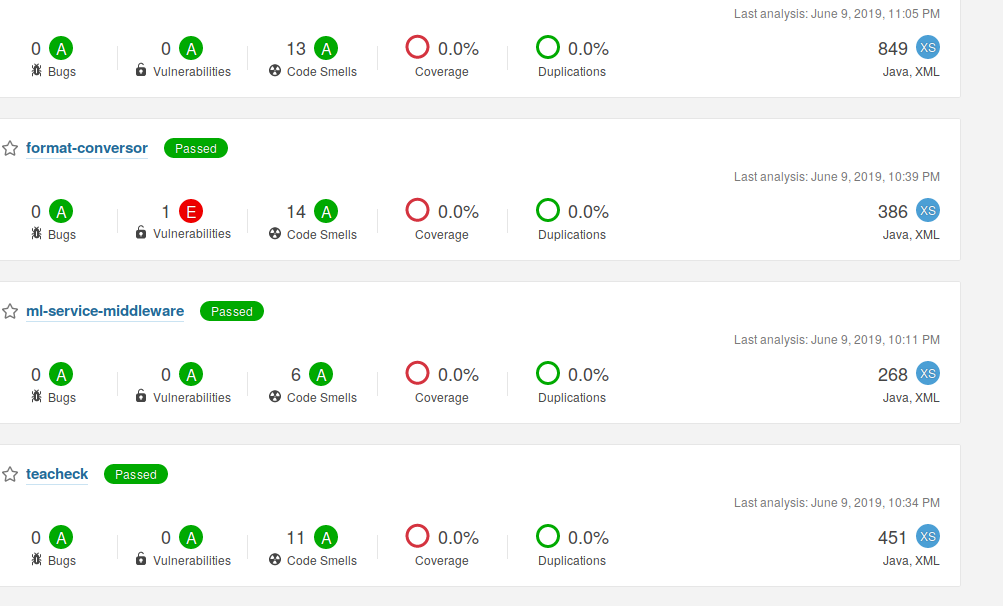 Last analysis: June 9, 2019, 11:05 PM
0 A 0 A 13 A 0.0% 0.0% 849 XS
Bugs Vulnerabilities Code Smells Coverage Duplications Java, XML
format-conversor Passed
Last analysis: June 9, 2019, 10:39 PM
0 A 1 E 14 A 0.0% 0.0% 386 XS
Bugs Vulnerabilities Code Smells Coverage Duplications Java, XML
ml-service-middleware Passed
Last analysis: June 9, 2019, 10:11 PM
0 A 0 A 6 A 0.0% 0.0% 268 XS
Bugs Vulnerabilities Code Smells Coverage Duplications Java, XML
teacheck Passed
Last analysis: June 9, 2019, 10:34 PM
0 A 0 A 11 A 0.0% 0.0% 451 XS
Bugs Vulnerabilities Code Smells Coverage Duplications Java, XML